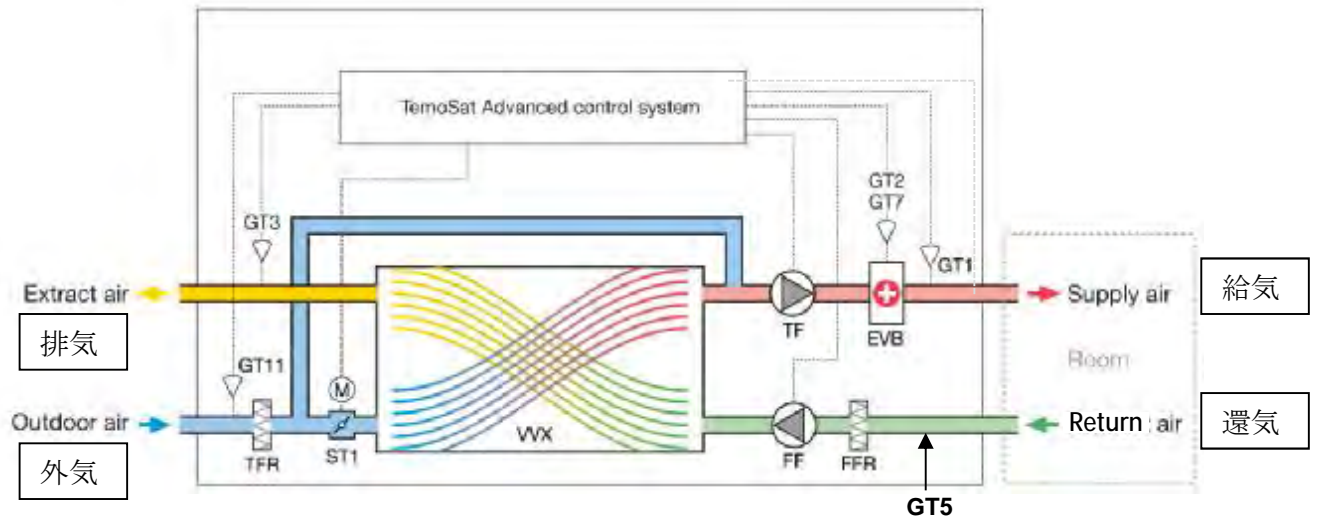 TemoSat Advanced control system
GT2
GT7
GT3
GT1
Extract air
排気
Supply air
給気
TF
EVB
Room
GT11
M
Outdoor air
外気
TFR
ST1
VVX
FF
FFR
Return : air
還気
GT5